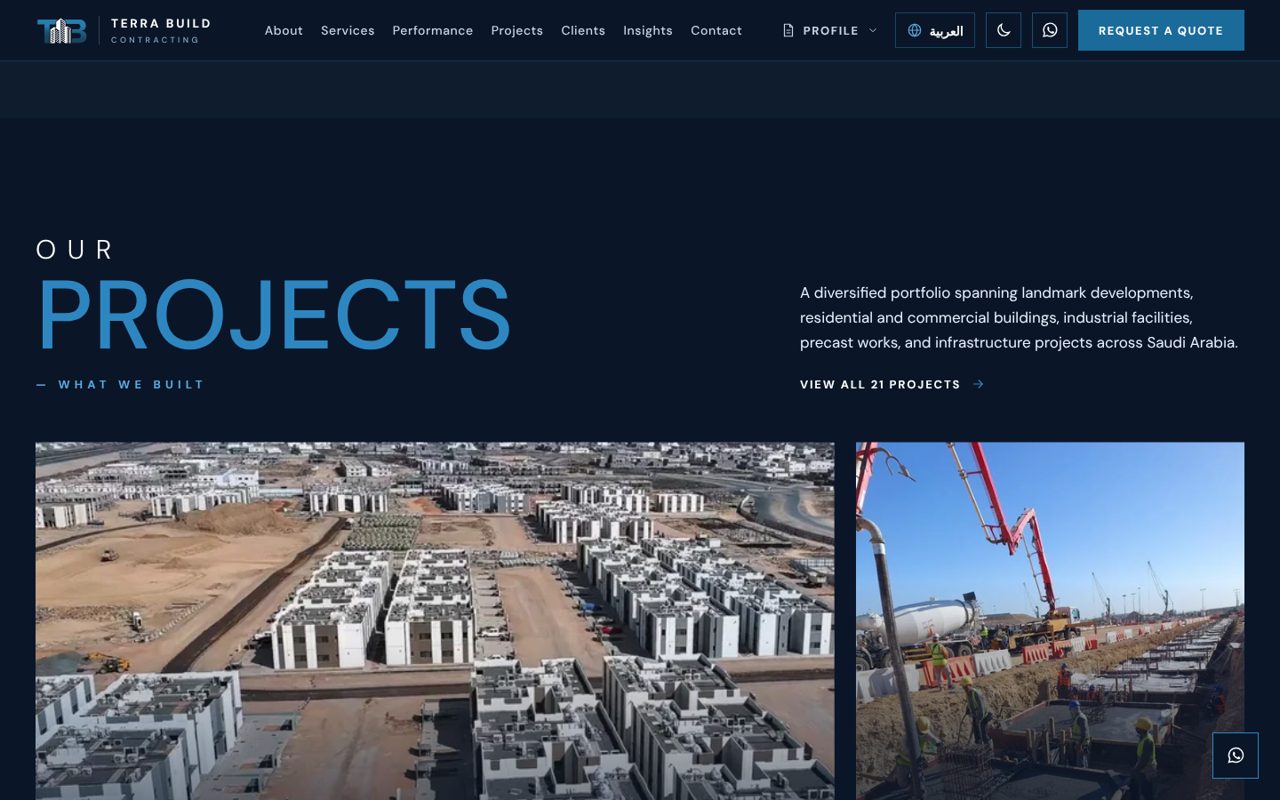 TERRA BUILD
CONTRACTING
About
Services
Performance
Projects
Clients
Insights
Contact
PROFILE
العربية
REQUEST A QUOTE
OUR
PROJECTS
— WHAT WE BUILT
A diversified portfolio spanning landmark developments,
residential and commercial buildings, industrial facilities,
precast works, and infrastructure projects across Saudi Arabia.
VIEW ALL 21 PROJECTS →